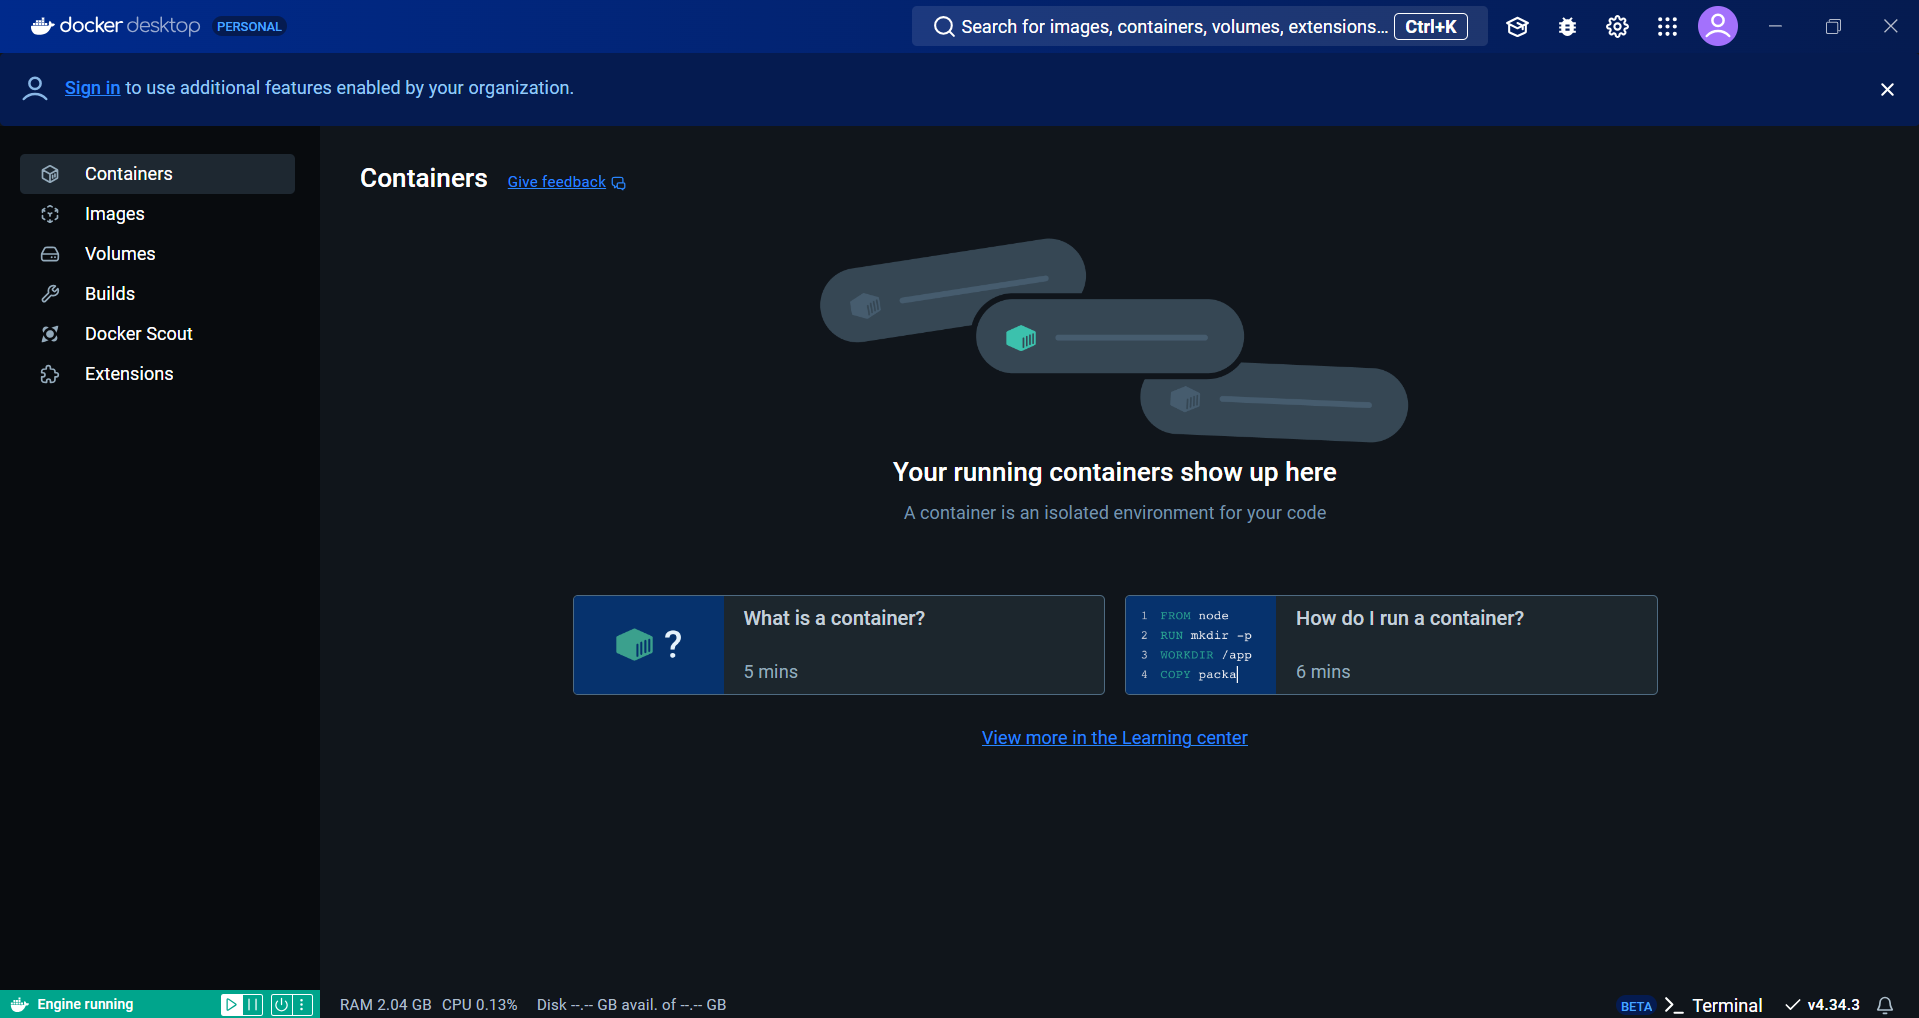 docker desktop PERSONAL
Search for images, containers, volumes, extensions... Ctrl+K
Sign in to use additional features enabled by your organization.
Containers
Images
Volumes
Builds
Docker Scout
Extensions
Containers Give feedback
Your running containers show up here
A container is an isolated environment for your code
?
What is a container?
5 mins
1 FROM node
2 RUN mkdir -p
3 WORKDIR /app
4 COPY packa
How do I run a container?
6 mins
View more in the Learning center
Engine running
RAM 2.04 GB CPU 0.13% Disk --.-- GB avail. of --.-- GB
BETA >_ Terminal v4.34.3